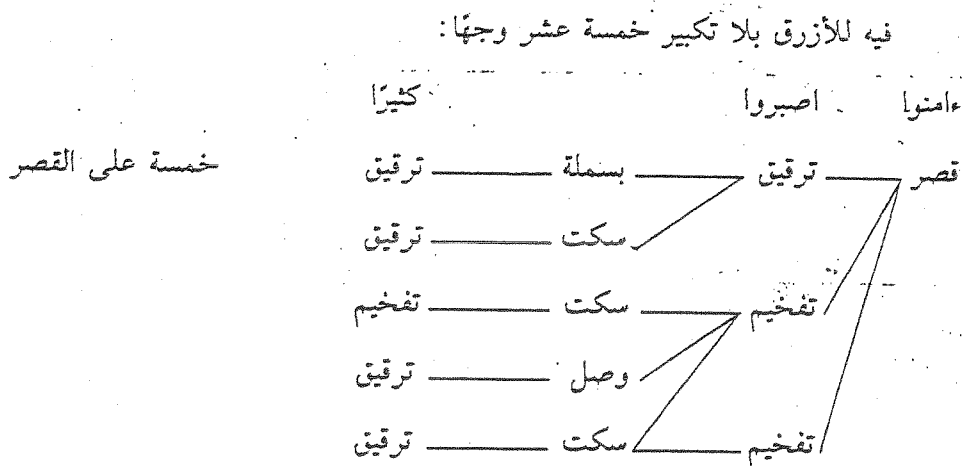 فيه للأزرق بلا تكبير خمسة عشر وجهًا:
ءامنوا اصبروا كثيرًا
قصر ترقيق بسملة ترقيق خمسة على القصر
سكت ترقيق
تفخيم سكت تفخيم
وصل ترقيق
تفخيم سكت ترقيق